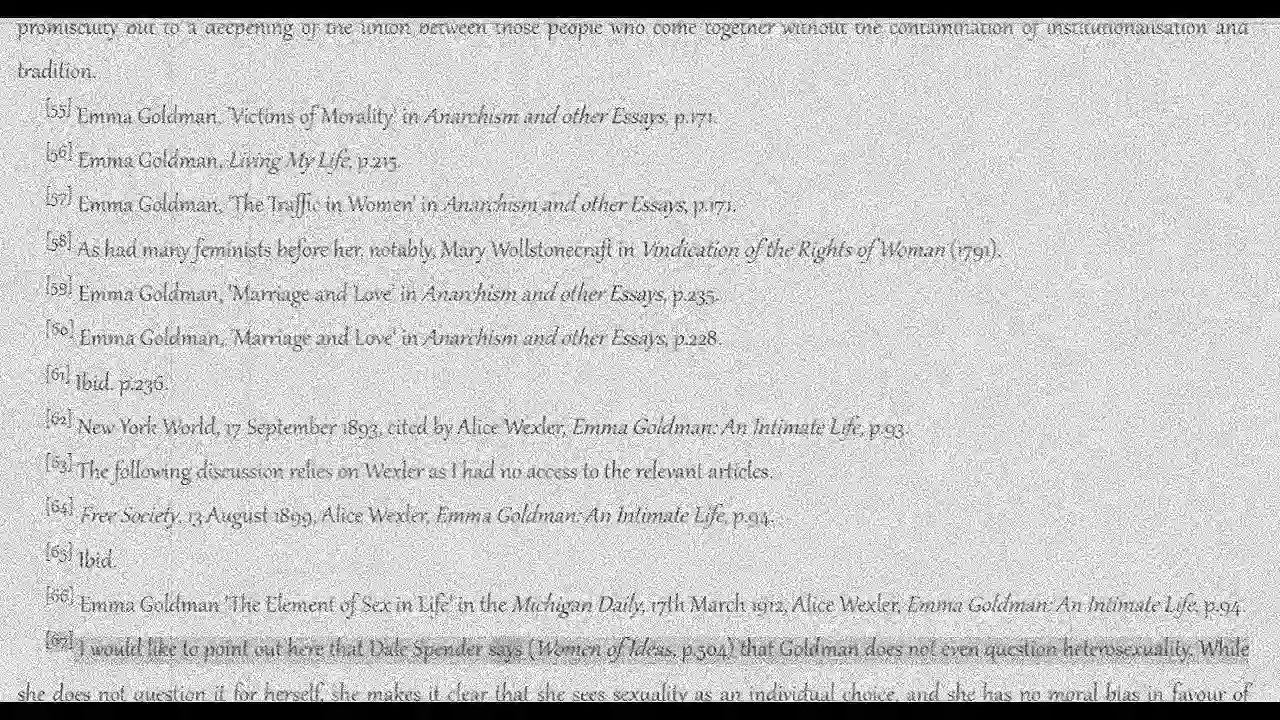 promiscuity but to a deepening of the union between those people who come together without the contamination of institutionalisation and
tradition.
[55] Emma Goldman, 'Victims of Morality' in Anarchism and other Essays, p.171.
[56] Emma Goldman, Living My Life, p.215.
[57] Emma Goldman, 'The Traffic in Women' in Anarchism and other Essays, p.171.
[58] As had many feminists before her, notably, Mary Wollstonecraft in Vindication of the Rights of Woman (1791).
[59] Emma Goldman, 'Marriage and Love' in Anarchism and other Essays, p.235.
[60] Emma Goldman, 'Marriage and Love' in Anarchism and other Essays, p.228.
[61] Ibid. p.236.
[62] New York World, 17 September 1893, cited by Alice Wexler, Emma Goldman: An Intimate Life, p.93.
[63] The following discussion relies on Wexler as I had no access to the relevant articles.
[64] Free Society, 13 August 1899, Alice Wexler, Emma Goldman: An Intimate Life, p.94.
[65] Ibid.
[66] Emma Goldman 'The Element of Sex in Life' in the Michigan Daily, 17th March 1912, Alice Wexler, Emma Goldman: An Intimate Life, p.94.
[67] I would like to point out here that Dale Spender says (Women of Ideas, p.504) that Goldman does not even question heterosexuality. While
she does not question it for herself, she makes it clear that she sees sexuality as an individual choice, and she has no moral bias in favour of